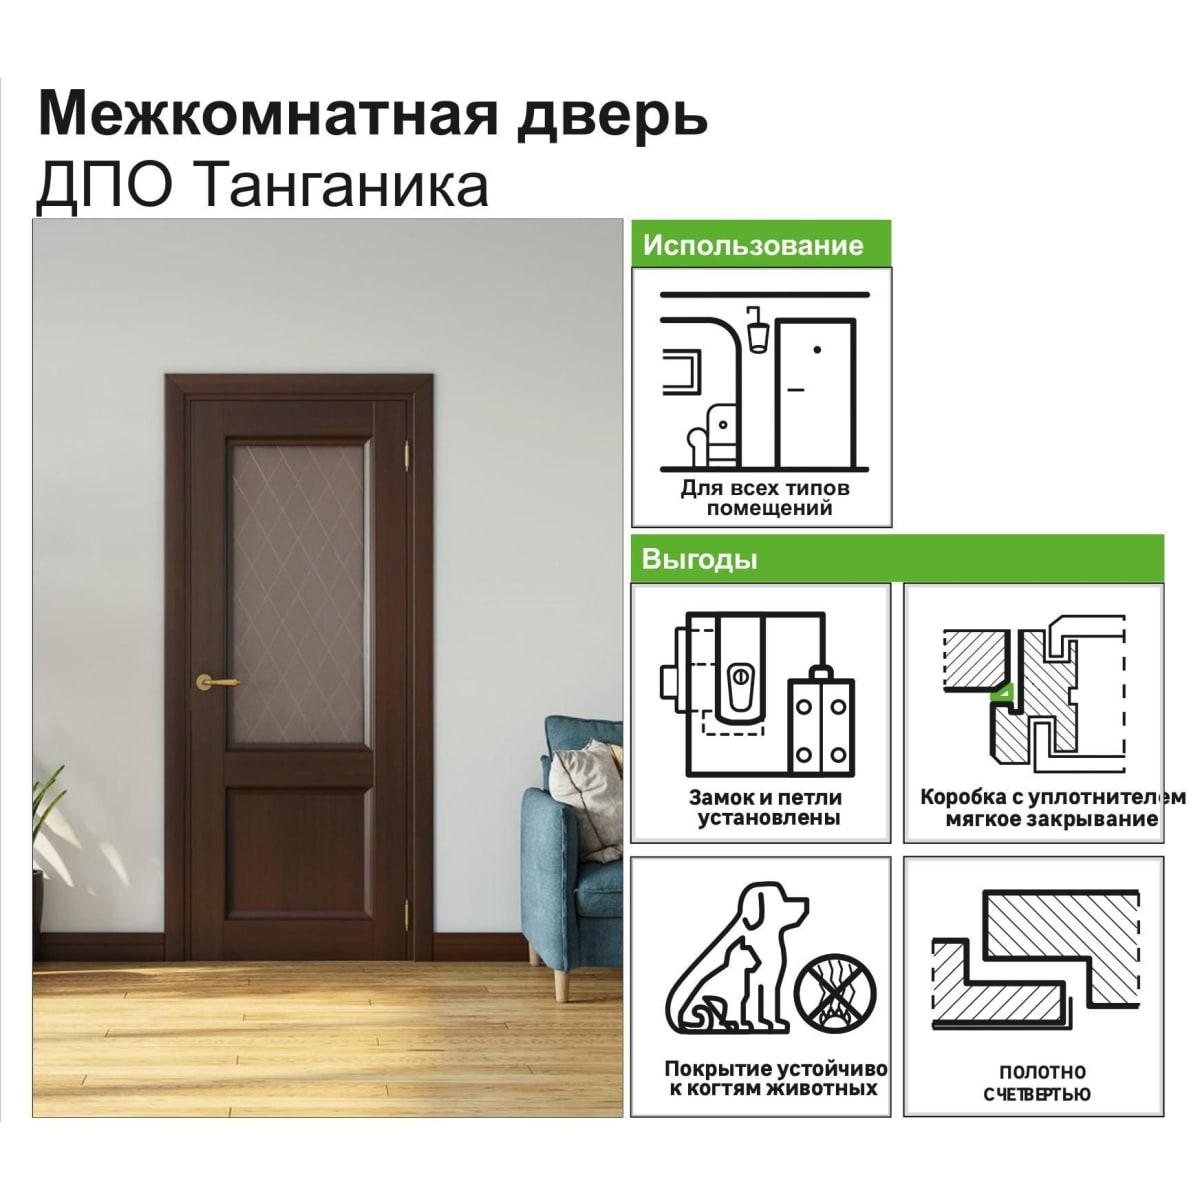 Межкомнатная дверь
ДПО Танганика
Использование
Для всех типов
помещений
Выгоды
Замок и петли
установлены
Коробка с уплотнителем
мягкое закрывание
Покрытие устойчиво
к когтям животных
ПОЛОТНО
С ЧЕТВЕРТЬЮ